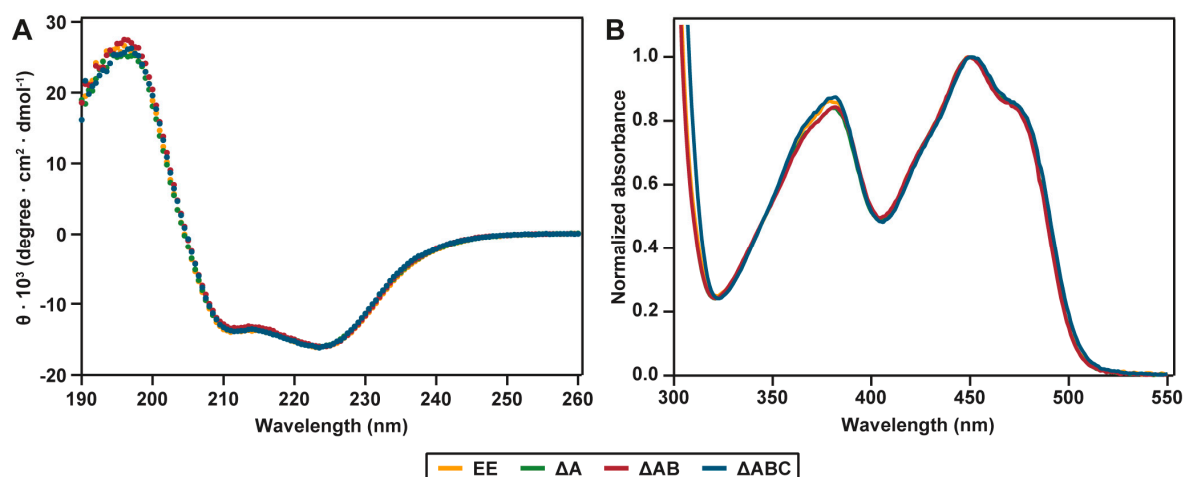 A
θ · 10³ (degree · cm² · dmol⁻¹)
30
20
10
0
-10
-20
190 200 210 220 230 240 250 260
Wavelength (nm)
B
Normalized absorbance
1.0
0.8
0.6
0.4
0.2
0.0
300 350 400 450 500 550
Wavelength (nm)
EE ΔA ΔAB ΔABC